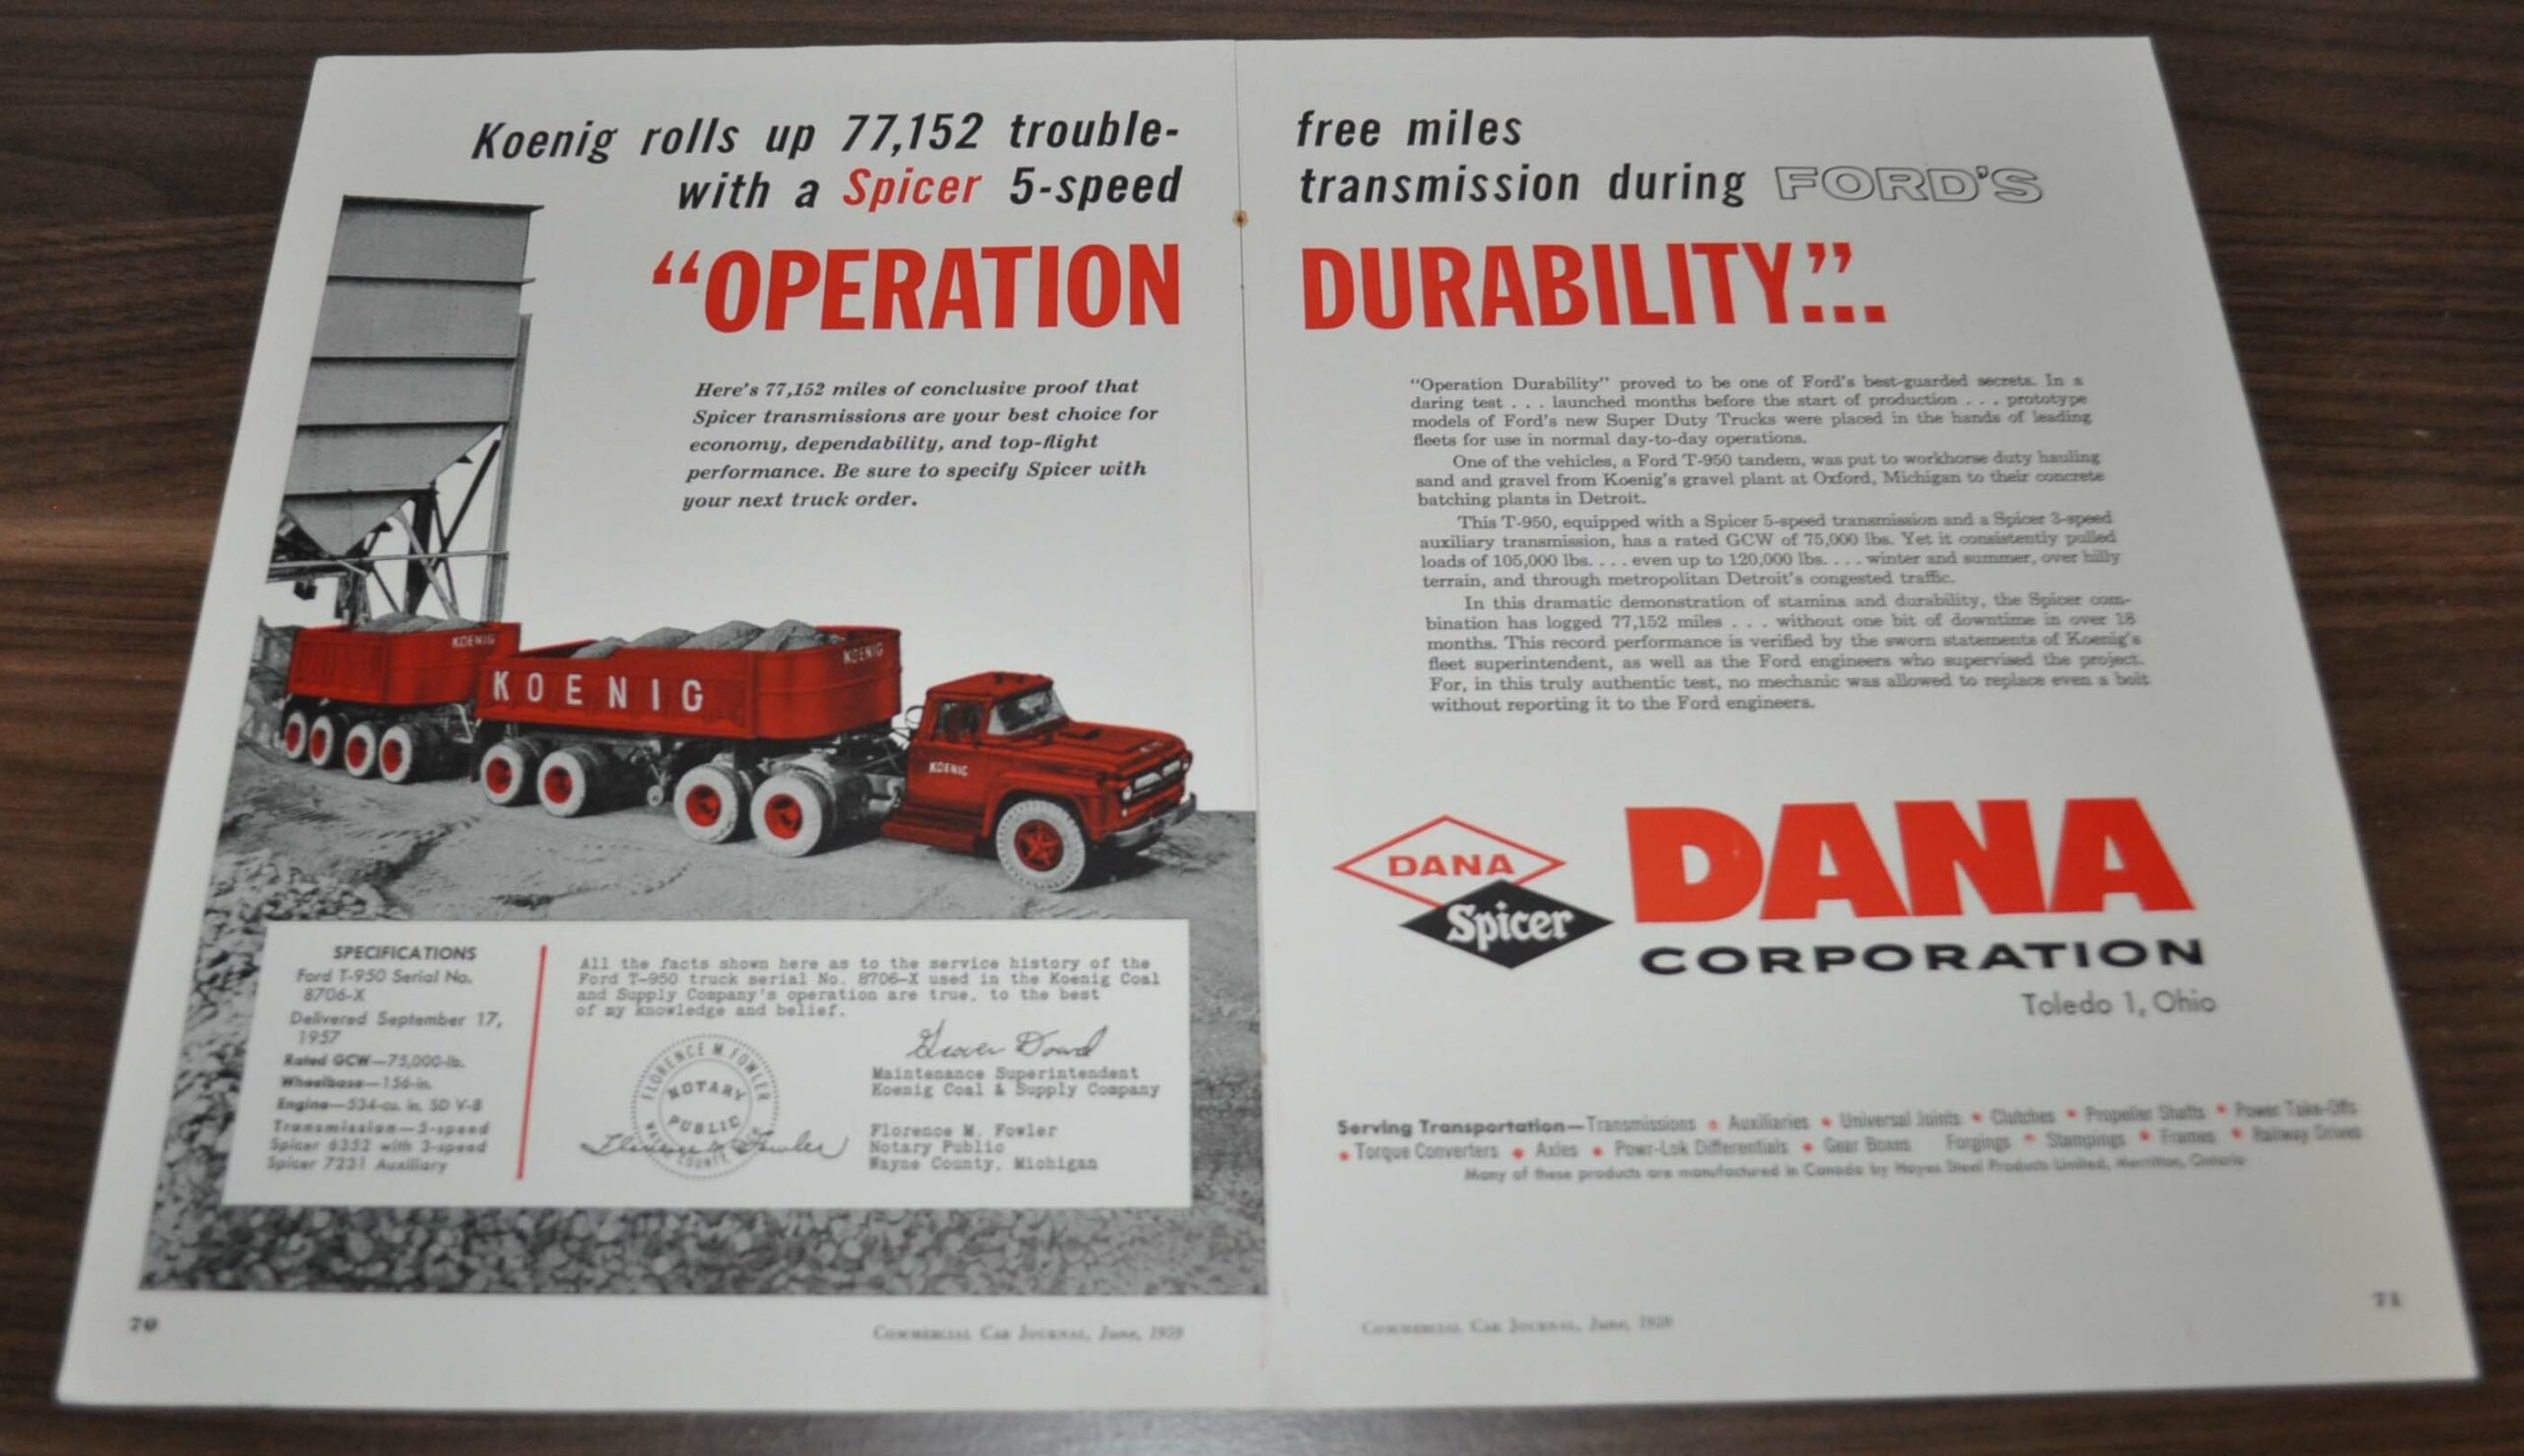 Koenig rolls up 77,152 trouble-
with a Spicer 5-speed
"OPERATION
free miles
transmission during FORD'S
DURABILITY"...
Here's 77,152 miles of conclusive proof that
Spicer transmissions are your best choice for
economy, dependability, and top-flight
performance. Be sure to specify Spicer with
your next truck order.
KOENIG
KOENIG
KOENIG
KOENIG
SPECIFICATIONS
Ford T-950 Serial No.
8706-X
Delivered September 17,
1957
Rated GCW—75,000-lb.
Wheelbase—156-in.
Engine—534-cu. in. SD V-8
Transmission—5-speed
Spicer 6352 with 3-speed
Spicer 7231 Auxiliary
All the facts shown here as to the service history of the
Ford T-950 truck serial No. 8706-X used in the Koenig Coal
and Supply Company's operation are true, to the best
of my knowledge and belief.
Maintenance Superintendent
Koenig Coal & Supply Company
FLORENCE M. FOWLER
NOTARY
PUBLIC
WAYNE COUNTY
Florence M. Fowler
Florence M. Fowler
Notary Public
Wayne County, Michigan
70
COMMERCIAL CAR JOURNAL, June, 1959
"Operation Durability" proved to be one of Ford's best-guarded secrets. In a
daring test . . . launched months before the start of production . . . prototype
models of Ford's new Super Duty Trucks were placed in the hands of leading
fleets for use in normal day-to-day operations.
One of the vehicles, a Ford T-950 tandem, was put to workhorse duty hauling
sand and gravel from Koenig's gravel plant at Oxford, Michigan to their concrete
batching plants in Detroit.
This T-950, equipped with a Spicer 5-speed transmission and a Spicer 3-speed
auxiliary transmission, has a rated GCW of 75,000 lbs. Yet it consistently pulled
loads of 105,000 lbs. . . . even up to 120,000 lbs. . . . winter and summer, over hilly
terrain, and through metropolitan Detroit's congested traffic.
In this dramatic demonstration of stamina and durability, the Spicer com-
bination has logged 77,152 miles . . . without one bit of downtime in over 18
months. This record performance is verified by the sworn statements of Koenig's
fleet superintendent, as well as the Ford engineers who supervised the project.
For, in this truly authentic test, no mechanic was allowed to replace even a bolt
without reporting it to the Ford engineers.
DANA
Spicer
DANA
CORPORATION
Toledo 1, Ohio
Serving Transportation—Transmissions • Auxiliaries • Universal Joints • Clutches • Propeller Shafts • Power Take-Offs
• Torque Converters • Axles • Powr-Lok Differentials • Gear Boxes Forgings • Stampings • Frames • Railway Drives
Many of these products are manufactured in Canada by Hayes Steel Products Limited, Merritton, Ontario
COMMERCIAL CAR JOURNAL, June, 1959
71